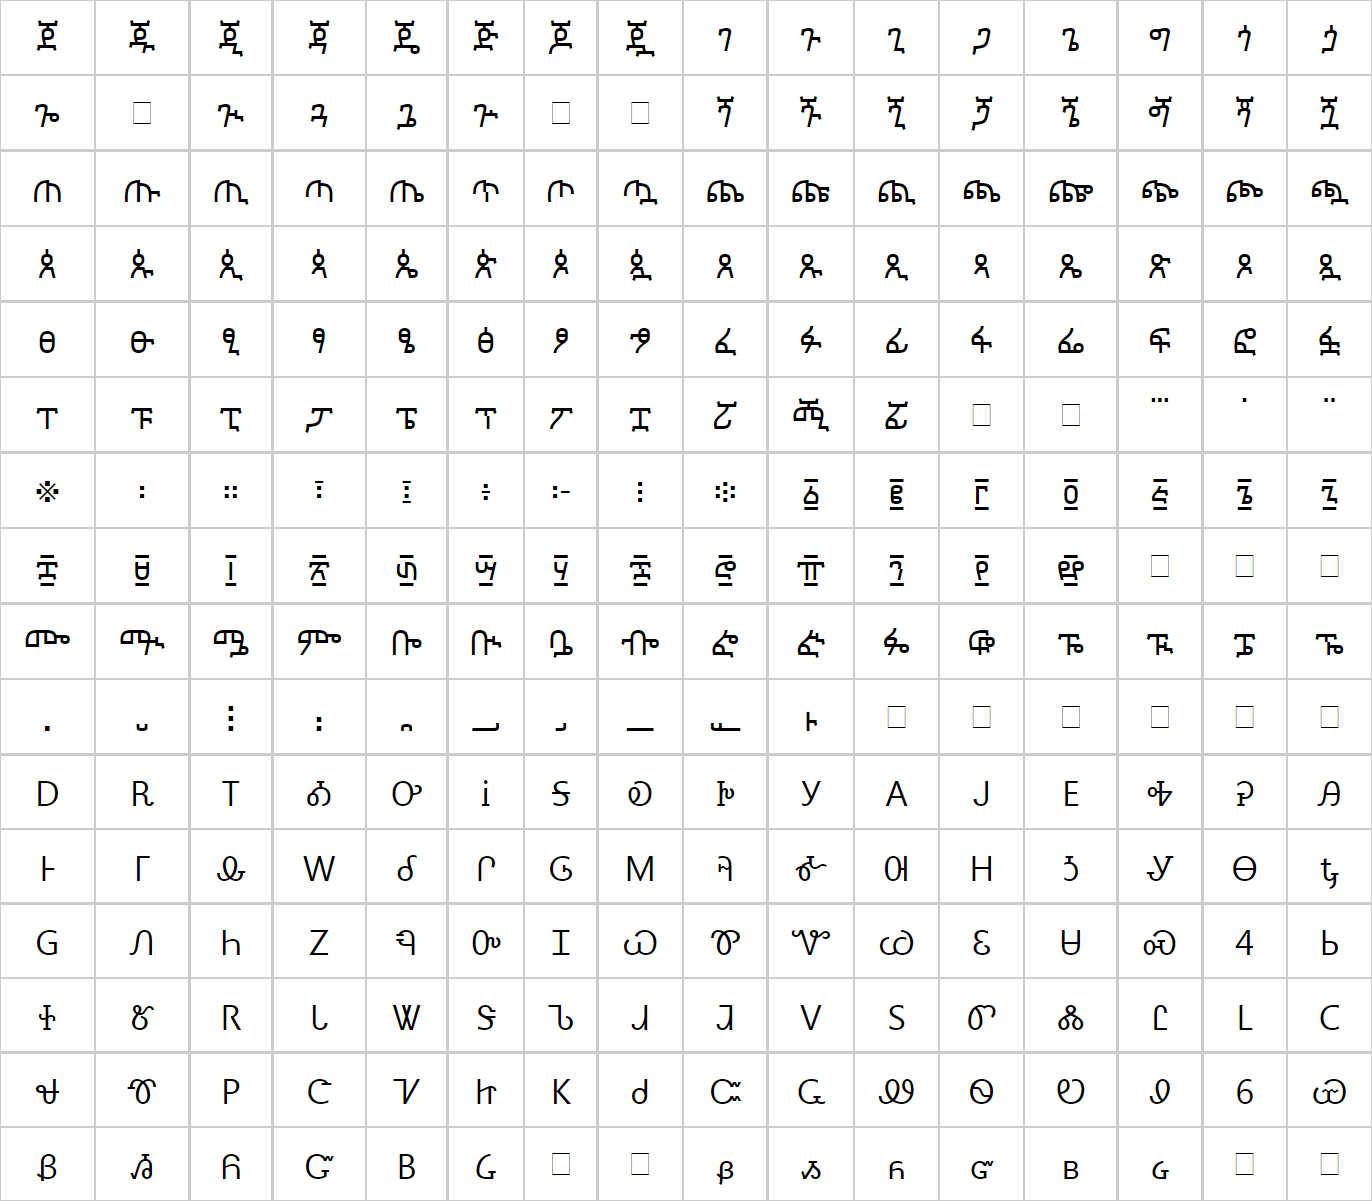 ጀ ጁ ጂ ጃ ጄ ጅ ጆ ጇ ገ ጉ ጊ ጋ ጌ ግ ጎ ጏ
ጐ ጒ ጓ ጔ ጕ ጘ ጙ ጚ ጛ ጜ ጝ ጞ ጟ
ጠ ጡ ጢ ጣ ጤ ጥ ጦ ጧ ጨ ጩ ጪ ጫ ጬ ጭ ጮ ጯ
ጰ ጱ ጲ ጳ ጴ ጵ ጶ ጷ ጸ ጹ ጺ ጻ ጼ ጽ ጾ ጿ
ፀ ፁ ፂ ፃ ፄ ፅ ፆ ፇ ፈ ፉ ፊ ፋ ፌ ፍ ፎ ፏ
ፐ ፑ ፒ ፓ ፔ ፕ ፖ ፗ ፘ ፙ ፚ ፝ ፞ ፟
፠ ፡ ። ፣ ፤ ፥ ፦ ፧ ፨ ፩ ፪ ፫ ፬ ፭ ፮ ፯
፰ ፱ ፲ ፳ ፴ ፵ ፶ ፷ ፸ ፹ ፺ ፻ ፼
ᎀ ᎁ ᎂ ᎃ ᎄ ᎅ ᎆ ᎇ ᎈ ᎉ ᎊ ᎋ ᎌ ᎍ ᎎ ᎏ
᎐ ᎑ ᎒ ᎓ ᎔ ᎕ ᎖ ᎗ ᎘ ᎙
Ꭰ Ꭱ Ꭲ Ꭳ Ꭴ Ꭵ Ꭶ Ꭷ Ꭸ Ꭹ Ꭺ Ꭻ Ꭼ Ꭽ Ꭾ Ꭿ
Ꮀ Ꮁ Ꮂ Ꮃ Ꮄ Ꮅ Ꮆ Ꮇ Ꮈ Ꮉ Ꮊ Ꮋ Ꮌ Ꮍ Ꮎ Ꮏ
Ꮐ Ꮑ Ꮒ Ꮓ Ꮔ Ꮕ Ꮖ Ꮗ Ꮘ Ꮙ Ꮚ Ꮛ Ꮜ Ꮝ Ꮞ Ꮟ
Ꮠ Ꮡ Ꮢ Ꮣ Ꮤ Ꮥ Ꮦ Ꮧ Ꮨ Ꮩ Ꮪ Ꮫ Ꮬ Ꮭ Ꮮ Ꮯ
Ꮰ Ꮱ Ꮲ Ꮳ Ꮴ Ꮵ Ꮶ Ꮷ Ꮸ Ꮹ Ꮺ Ꮻ Ꮼ Ꮽ Ꮾ Ꮿ
Ᏸ Ᏹ Ᏺ Ᏻ Ᏼ Ᏽ ᏸ ᏹ ᏺ ᏻ ᏼ ᏽ